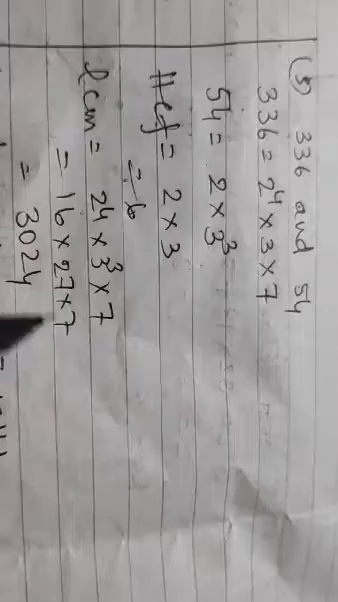 (3) 336 and 54
336 = 2⁴ × 3 × 7
54 = 2 × 3³
Hcf = 2 × 3
= 6
lcm = 2⁴ × 3³ × 7
= 16 × 27 × 7
= 3024